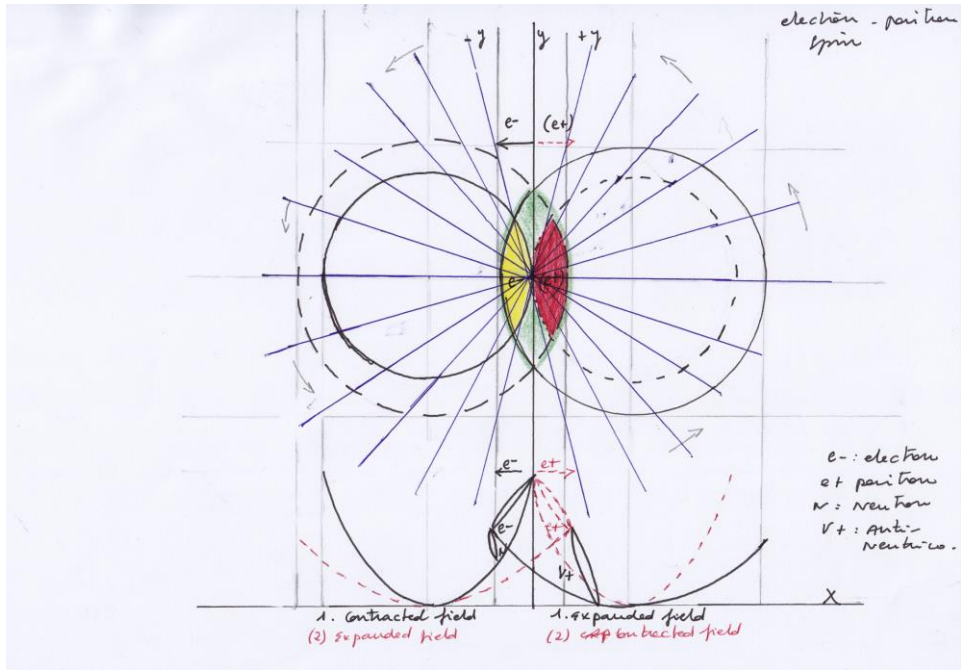 electron - positron
spin
-y y +y
e- (e+)
e (e+)
e- e+
e- e+
N
V+
e- : electron
e+ positron
N : Neutron
V+ : Anti-
Neutrico.
X
1. Contracted field 1. expanded field
(2) Expanded field (2) Contracted field